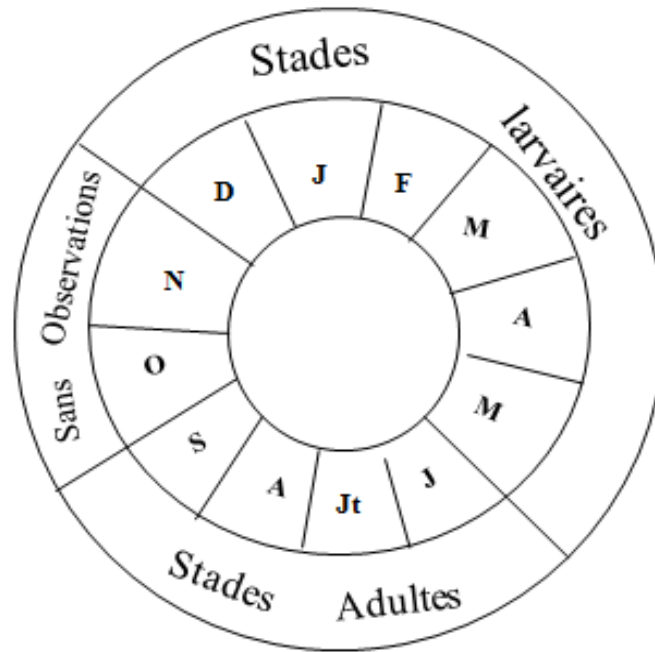 Stades
larvaires
Sans Observations
Stades Adultes
D
J
F
M
A
M
J
Jt
A
S
O
N